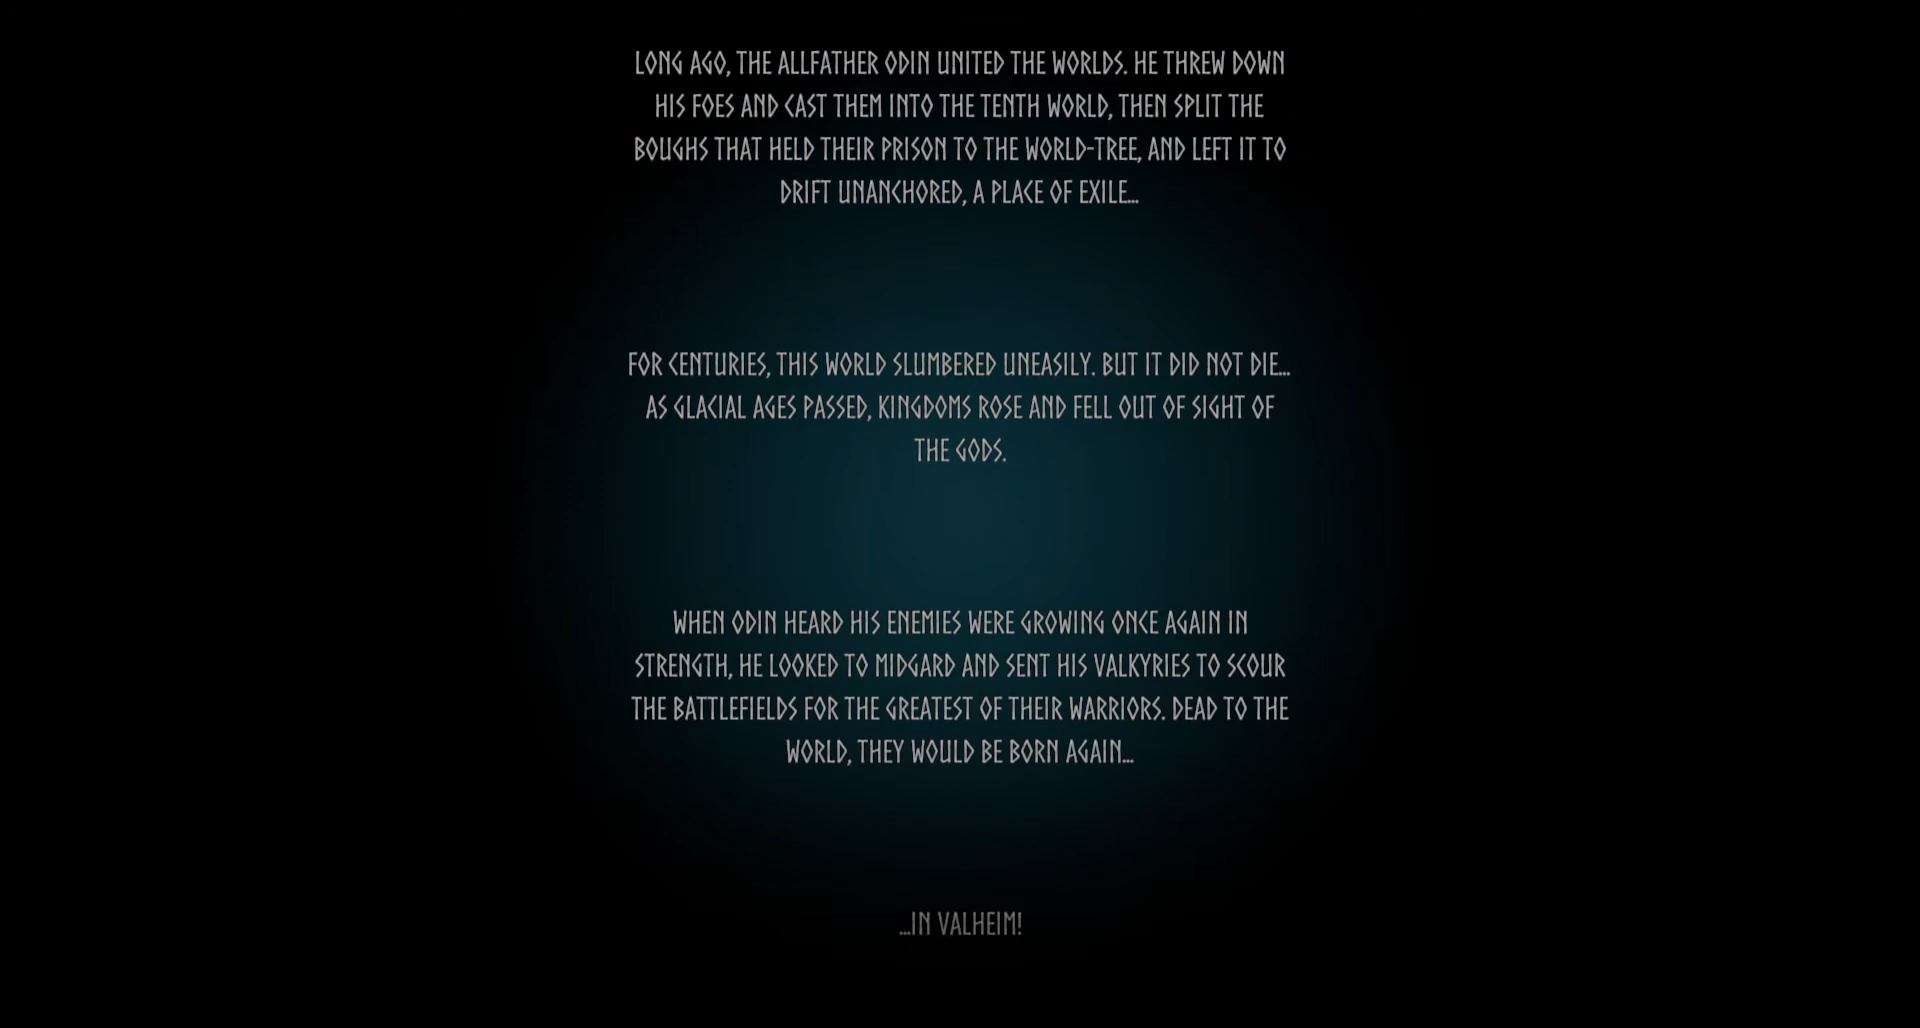 LONG AGO, THE ALLFATHER ODIN UNITED THE WORLDS. HE THREW DOWN
HIS FOES AND CAST THEM INTO THE TENTH WORLD, THEN SPLIT THE
BOUGHS THAT HELD THEIR PRISON TO THE WORLD-TREE, AND LEFT IT TO
DRIFT UNANCHORED, A PLACE OF EXILE...
FOR CENTURIES, THIS WORLD SLUMBERED UNEASILY. BUT IT DID NOT DIE...
AS GLACIAL AGES PASSED, KINGDOMS ROSE AND FELL OUT OF SIGHT OF
THE GODS.
WHEN ODIN HEARD HIS ENEMIES WERE GROWING ONCE AGAIN IN
STRENGTH, HE LOOKED TO MIDGARD AND SENT HIS VALKYRIES TO SCOUR
THE BATTLEFIELDS FOR THE GREATEST OF THEIR WARRIORS. DEAD TO THE
WORLD, THEY WOULD BE BORN AGAIN...
...IN VALHEIM!